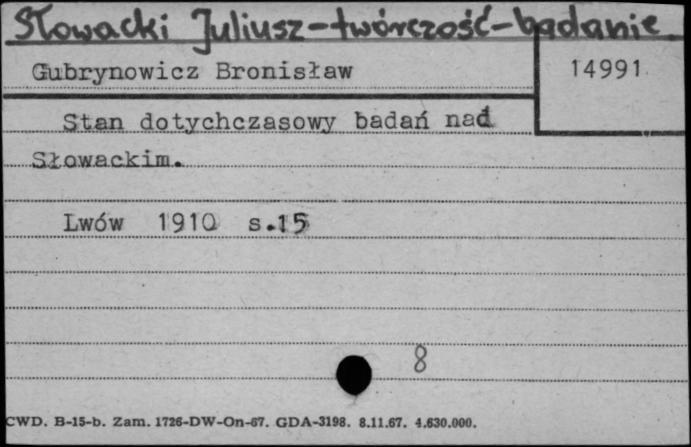 Słowacki Juliusz-twórczość-badanie
Gubrynowicz Bronisław
14991
Stan dotychczasowy badań nad
Słowackim.
Lwów 1910 s.15
8
CWD. B-15-b. Zam. 1726-DW-On-67. GDA-3198. 8.11.67. 4.630.000.